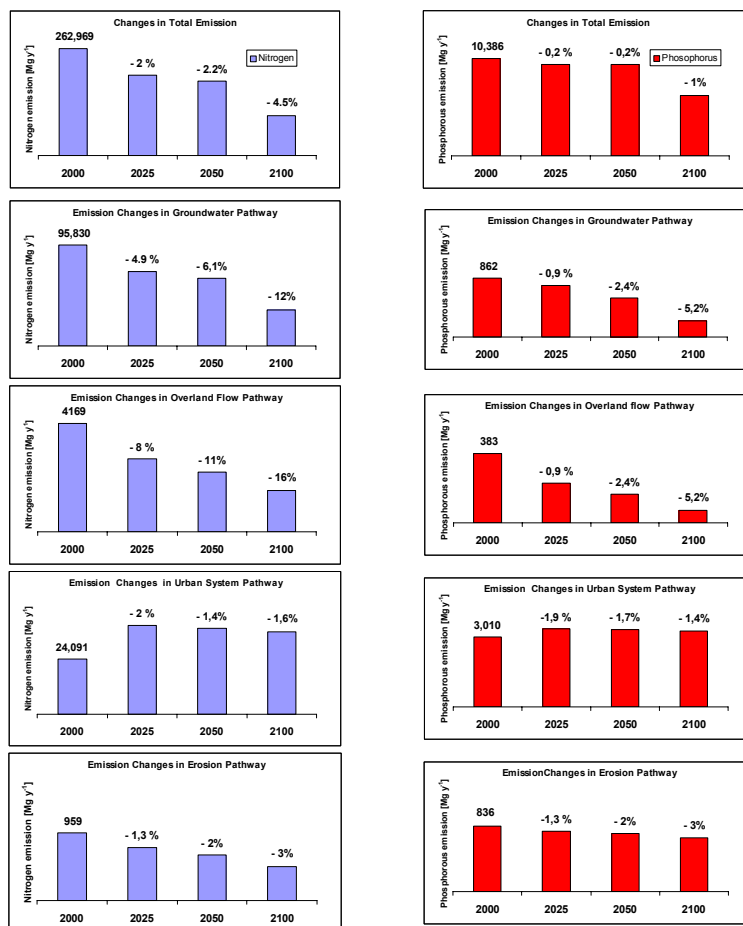 Changes in Total Emission
Nitrogen emission [Mg y-1]
262,969
- 2 %
- 2.2%
- 4.5%
Nitrogen
2000 2025 2050 2100
Changes in Total Emission
Phosphorous emission [Mg y-1]
10,386
- 0,2 %
- 0,2%
- 1%
Phosophorus
2000 2025 2050 2100
Emission Changes in Groundwater Pathway
Nitrogen emission [Mg y-1]
95,830
- 4.9 %
- 6,1%
- 12%
2000 2025 2050 2100
Emission Changes in Groundwater Pathway
Phosphorous emission [Mg y-1]
862
- 0,9 %
- 2,4%
- 5,2%
2000 2025 2050 2100
Emission Changes in Overland Flow Pathway
Nitrogen emission [Mg y-1]
4169
- 8 %
- 11%
- 16%
2000 2025 2050 2100
Emission Changes in Overland flow Pathway
Phosphorous emission [Mg y-1]
383
- 0,9 %
- 2,4%
- 5,2%
2000 2025 2050 2100
Emission Changes in Urban System Pathway
Nitrogen emission [Mg y-1]
24,091
- 2 %
- 1,4%
- 1,6%
2000 2025 2050 2100
Emission Changes in Urban System Pathway
Phosphorous emission [Mg y-1]
3,010
-1,9 %
- 1,7%
- 1,4%
2000 2025 2050 2100
Emission Changes in Erosion Pathway
Nitrogen emission [Mg y-1]
959
- 1,3 %
- 2%
- 3%
2000 2025 2050 2100
EmissionChanges in Erosion Pathway
Phosphorous emission [Mg y-1]
836
-1,3 %
- 2%
- 3%
2000 2025 2050 2100